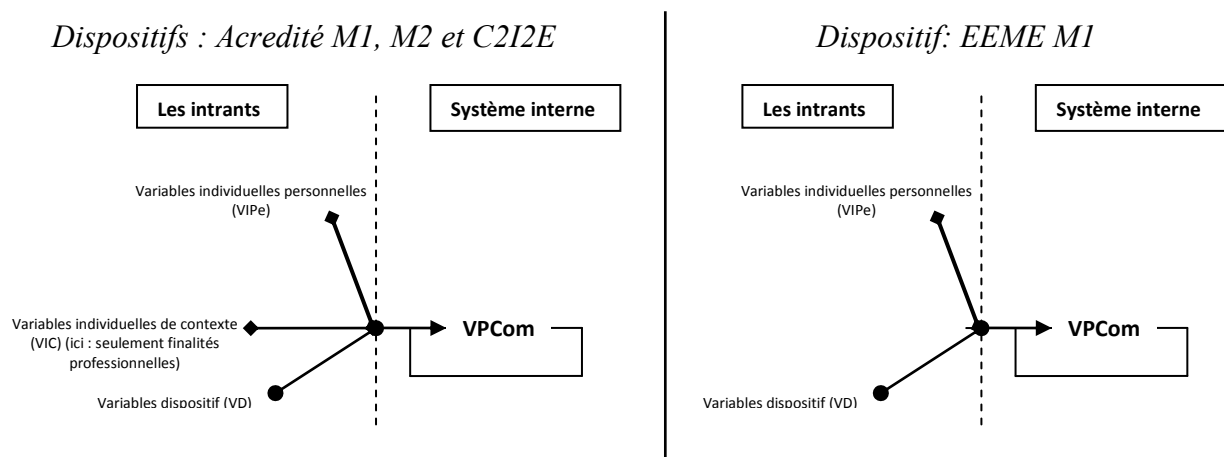 Dispositifs : Acredité M1, M2 et C2I2E
Les intrants
Système interne
Variables individuelles personnelles
(VIPe)
Variables individuelles de contexte
(VIC) (ici : seulement finalités
professionnelles)
VPCom
Variables dispositif (VD)
Dispositif: EEME M1
Les intrants
Système interne
Variables individuelles personnelles
(VIPe)
VPCom
Variables dispositif (VD)